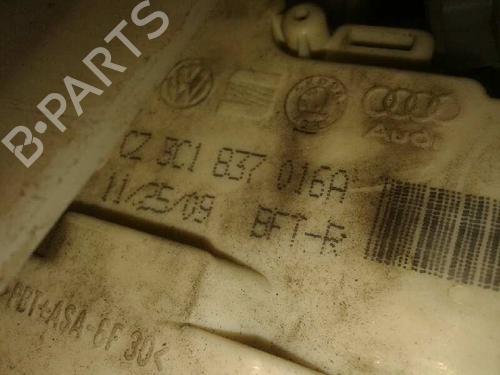 B-PARTS
Audi
CZ 3C1 837 016A
11/25/09 BFT-R
PBT+ASA-GF 30<